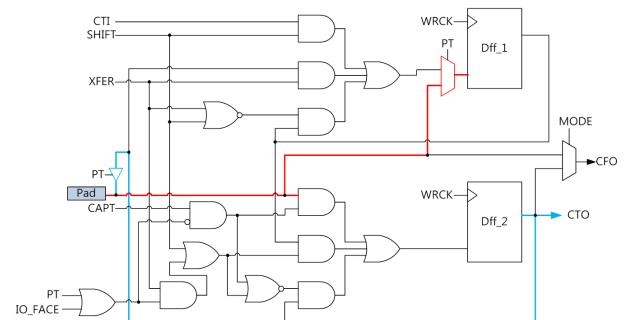 CTI
SHIFT
WRCK
PT
Dff_1
XFER
MODE
PT
CFO
Pad
CAPT
WRCK
Dff_2
CTO
PT
IO_FACE